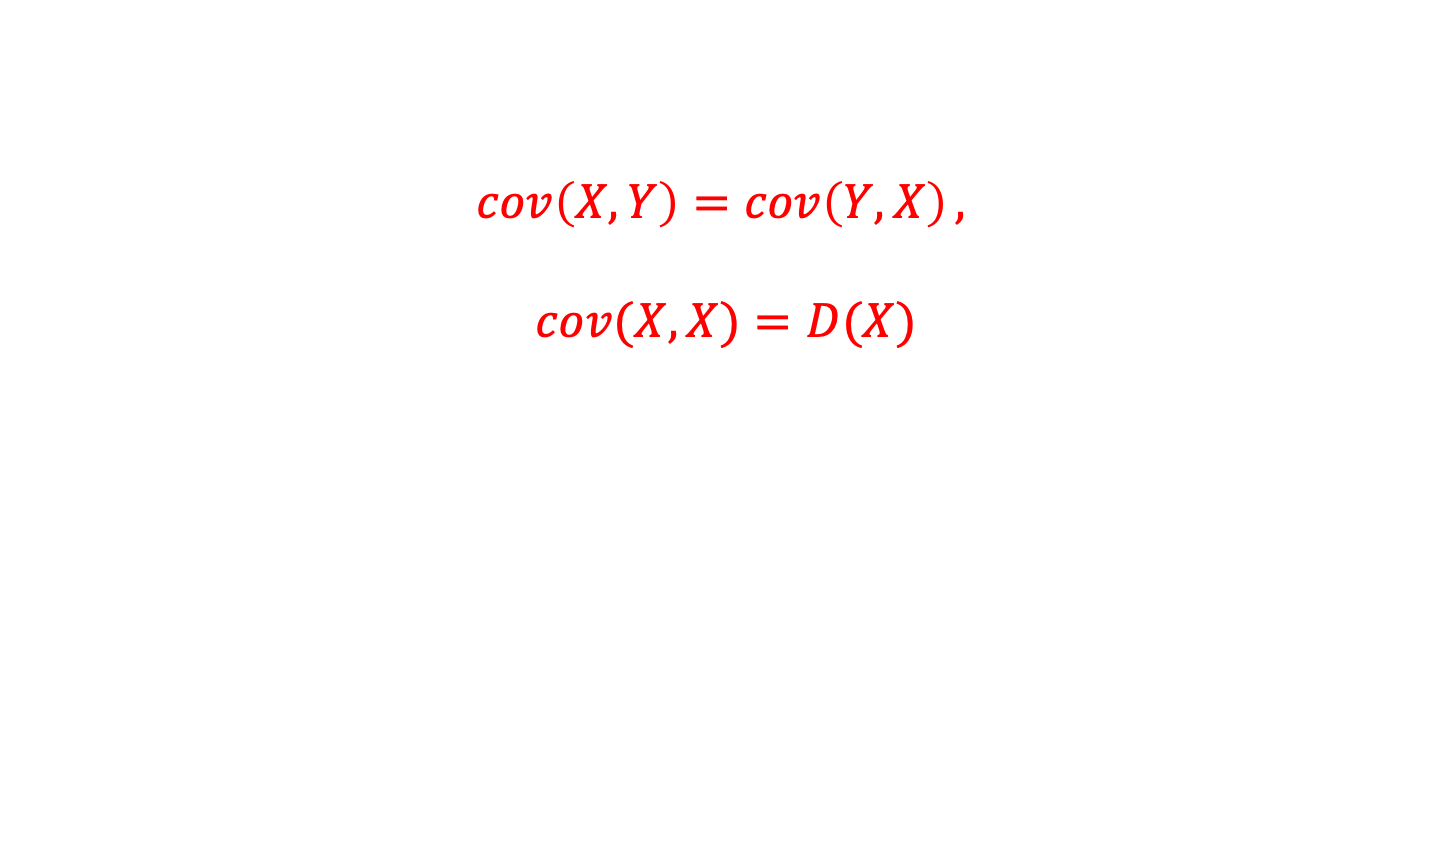 cov(X, Y) = cov(Y, X) ,
cov(X, X) = D(X)